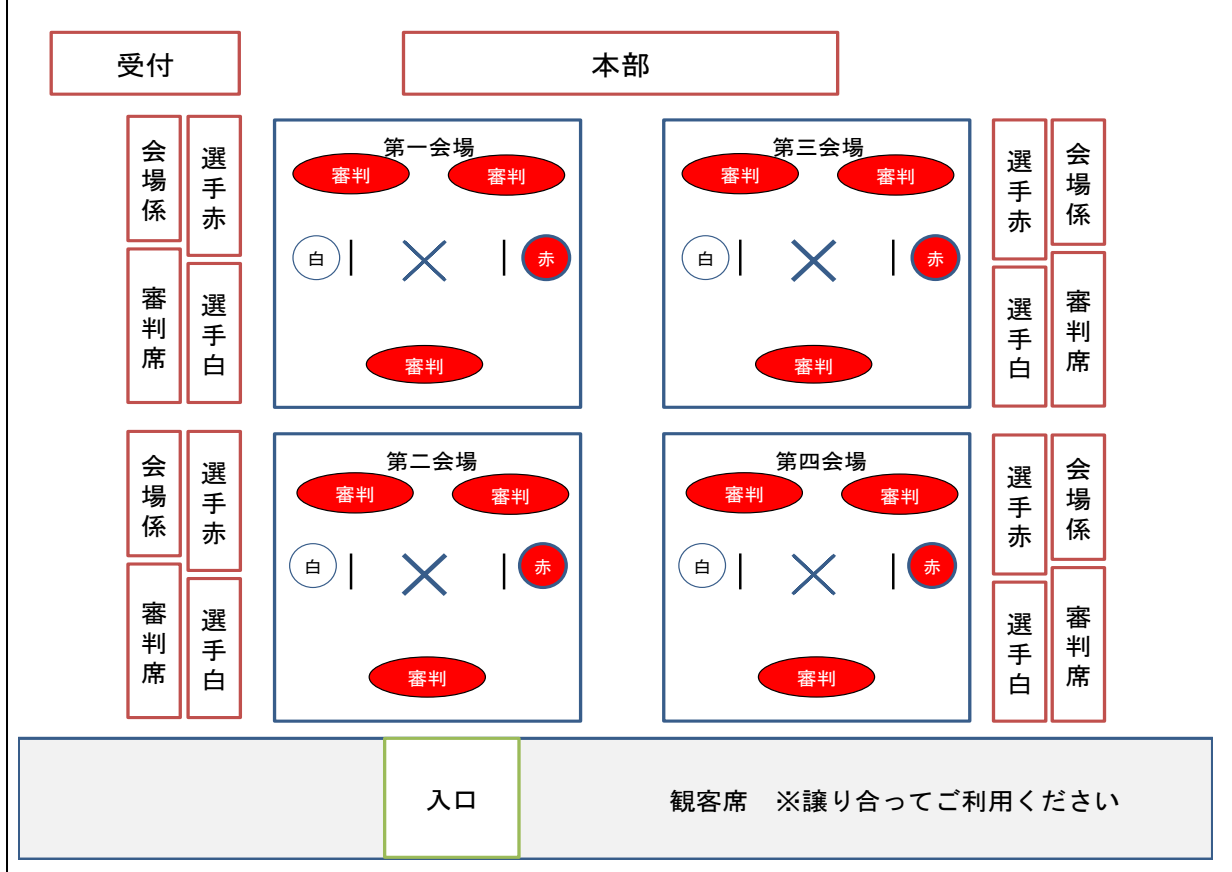 受付
本部
会場係
選手赤
審判席
選手白
第一会場
審判
審判
白
赤
審判
第三会場
審判
審判
白
赤
審判
選手赤
会場係
選手白
審判席
会場係
選手赤
審判席
選手白
第二会場
審判
審判
白
赤
審判
第四会場
審判
審判
白
赤
審判
選手赤
会場係
選手白
審判席
入口
観客席　※譲り合ってご利用ください